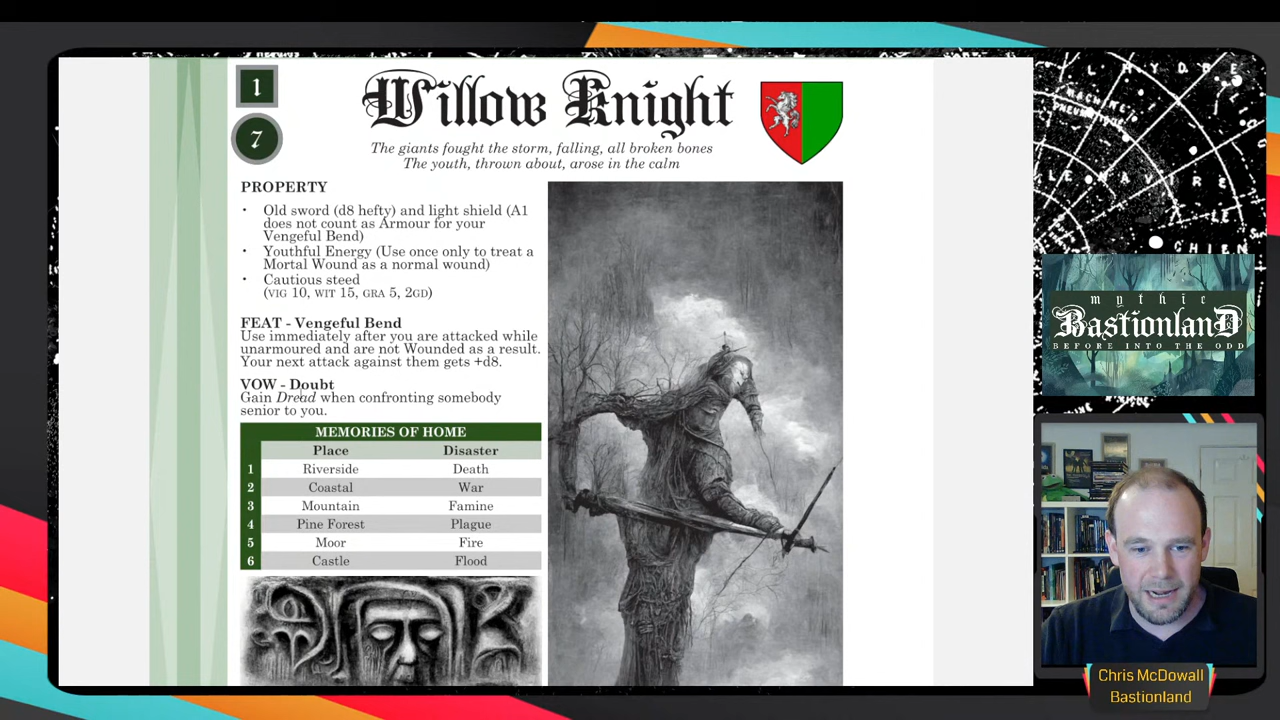 1
7
Willow Knight
The giants fought the storm, falling, all broken bones
The youth, thrown about, arose in the calm
PROPERTY
· Old sword (d8 hefty) and light shield (A1
does not count as Armour for your
Vengeful Bend)
· Youthful Energy (Use once only to treat a
Mortal Wound as a normal wound)
· Cautious steed
(VIG 10, WIT 15, GRA 5, 2GD)
FEAT - Vengeful Bend
Use immediately after you are attacked while
unarmoured and are not Wounded as a result.
Your next attack against them gets +d8.
VOW - Doubt
Gain Dread when confronting somebody
senior to you.
MEMORIES OF HOME
Place Disaster
1 Riverside Death
2 Coastal War
3 Mountain Famine
4 Pine Forest Plague
5 Moor Fire
6 Castle Flood
mythic
BastionlanD
BEFORE INTO THE ODD
CHIEN
Chris McDowall
Bastionland